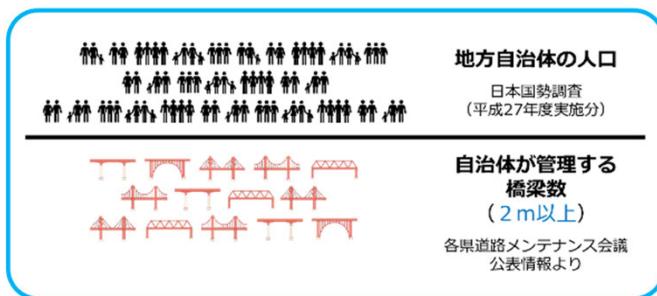 地方自治体の人口
日本国勢調査
（平成27年度実施分）
自治体が管理する
橋梁数
（２ｍ以上）
各県道路メンテナンス会議
公表情報より